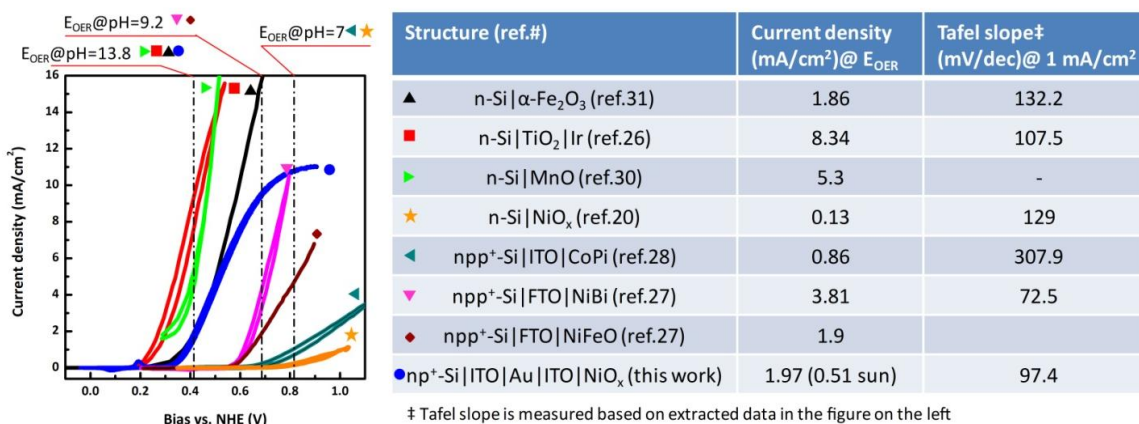 E_OER@pH=9.2
E_OER@pH=7
E_OER@pH=13.8
16
14
12
10
8
6
4
2
0
Current density (mA/cm²)
0.0 0.2 0.4 0.6 0.8 1.0
Bias vs. NHE (V)
Structure (ref.#) Current density (mA/cm²)@ E_OER Tafel slope‡ (mV/dec)@ 1 mA/cm²
n-Si|α-Fe₂O₃ (ref.31) 1.86 132.2
n-Si|TiO₂|Ir (ref.26) 8.34 107.5
n-Si|MnO (ref.30) 5.3 -
n-Si|NiOₓ (ref.20) 0.13 129
npp⁺-Si|ITO|CoPi (ref.28) 0.86 307.9
npp⁺-Si|FTO|NiBi (ref.27) 3.81 72.5
npp⁺-Si|FTO|NiFeO (ref.27) 1.9
np⁺-Si|ITO|Au|ITO|NiOₓ (this work) 1.97 (0.51 sun) 97.4
‡ Tafel slope is measured based on extracted data in the figure on the left